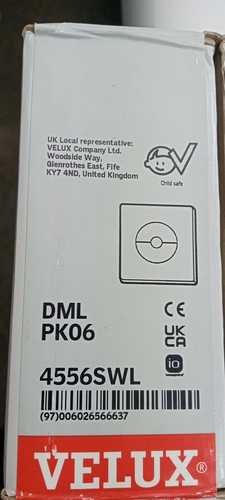 UK Local representative:
VELUX Company Ltd.
Woodside Way,
Glenrothes East, Fife
KY7 4ND, United Kingdom
Child safe
DML
PK06
CE
UK
CA
io
4556SWL
(97)006026566637
VELUX®